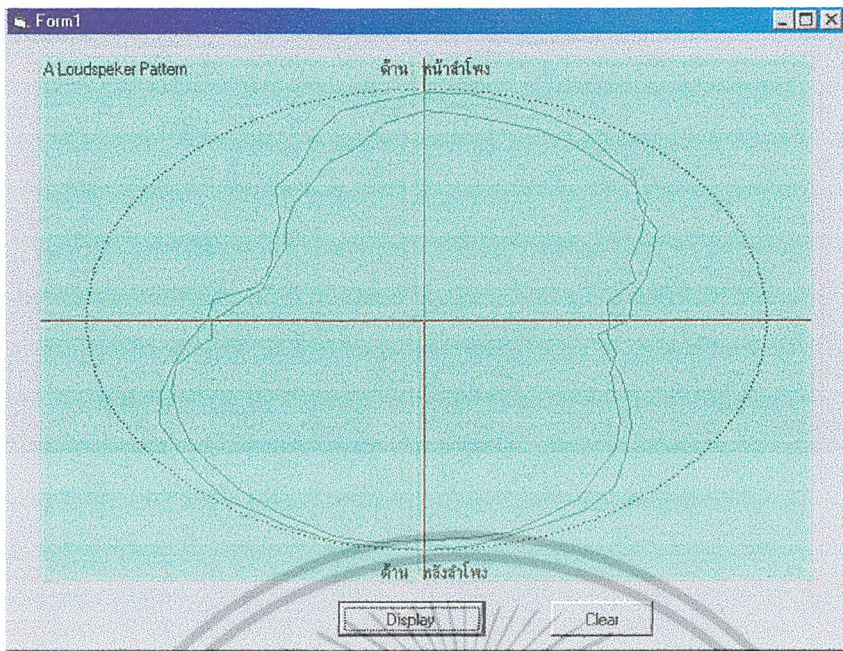 Form1
A Loudspeker Pattern
ด้าน หน้าลำโพง
ด้าน หลังลำโพง
Display
Clear